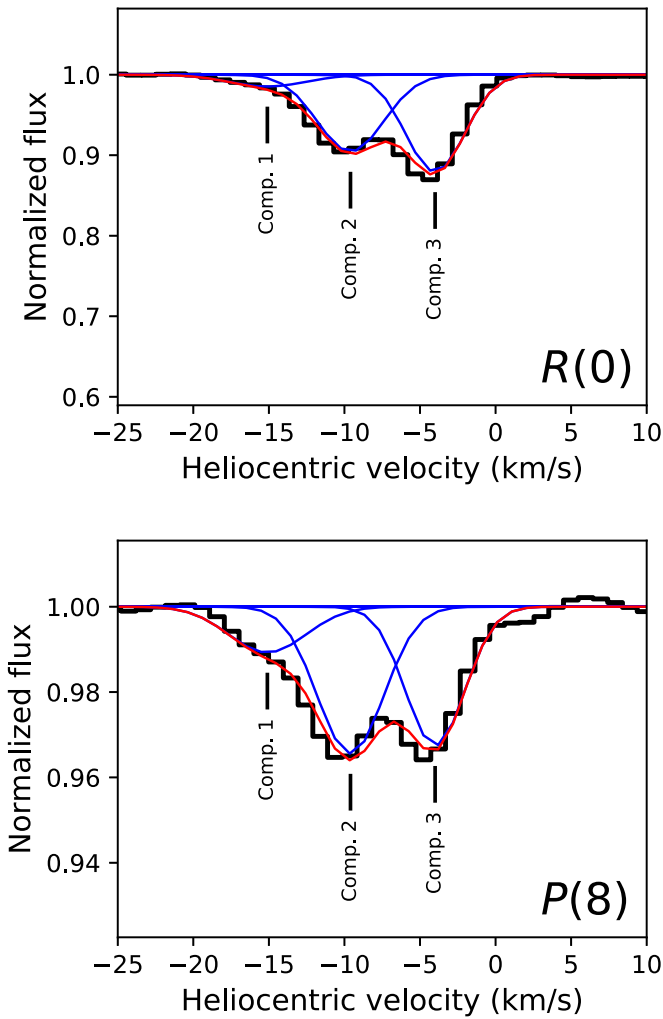 Normalized flux
1.0
0.9
0.8
0.7
0.6
Comp. 1
Comp. 2
Comp. 3
R(0)
−25 −20 −15 −10 −5 0 5 10
Heliocentric velocity (km/s)
Normalized flux
1.00
0.98
0.96
0.94
Comp. 1
Comp. 2
Comp. 3
P(8)
−25 −20 −15 −10 −5 0 5 10
Heliocentric velocity (km/s)